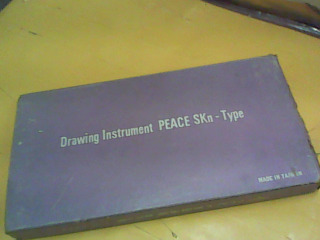 Drawing Instrument PEACE SKn - Type
MADE IN TAIWAN